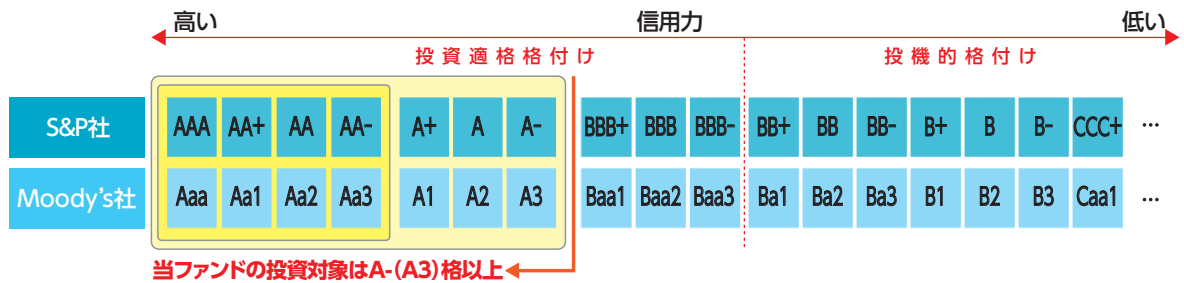 高い 信用力 低い
投資適格格付け 投機的格付け
S&P社 AAA AA+ AA AA- A+ A A- BBB+ BBB BBB- BB+ BB BB- B+ B B- CCC+ …
Moody's社 Aaa Aa1 Aa2 Aa3 A1 A2 A3 Baa1 Baa2 Baa3 Ba1 Ba2 Ba3 B1 B2 B3 Caa1 …
当ファンドの投資対象はA-(A3)格以上